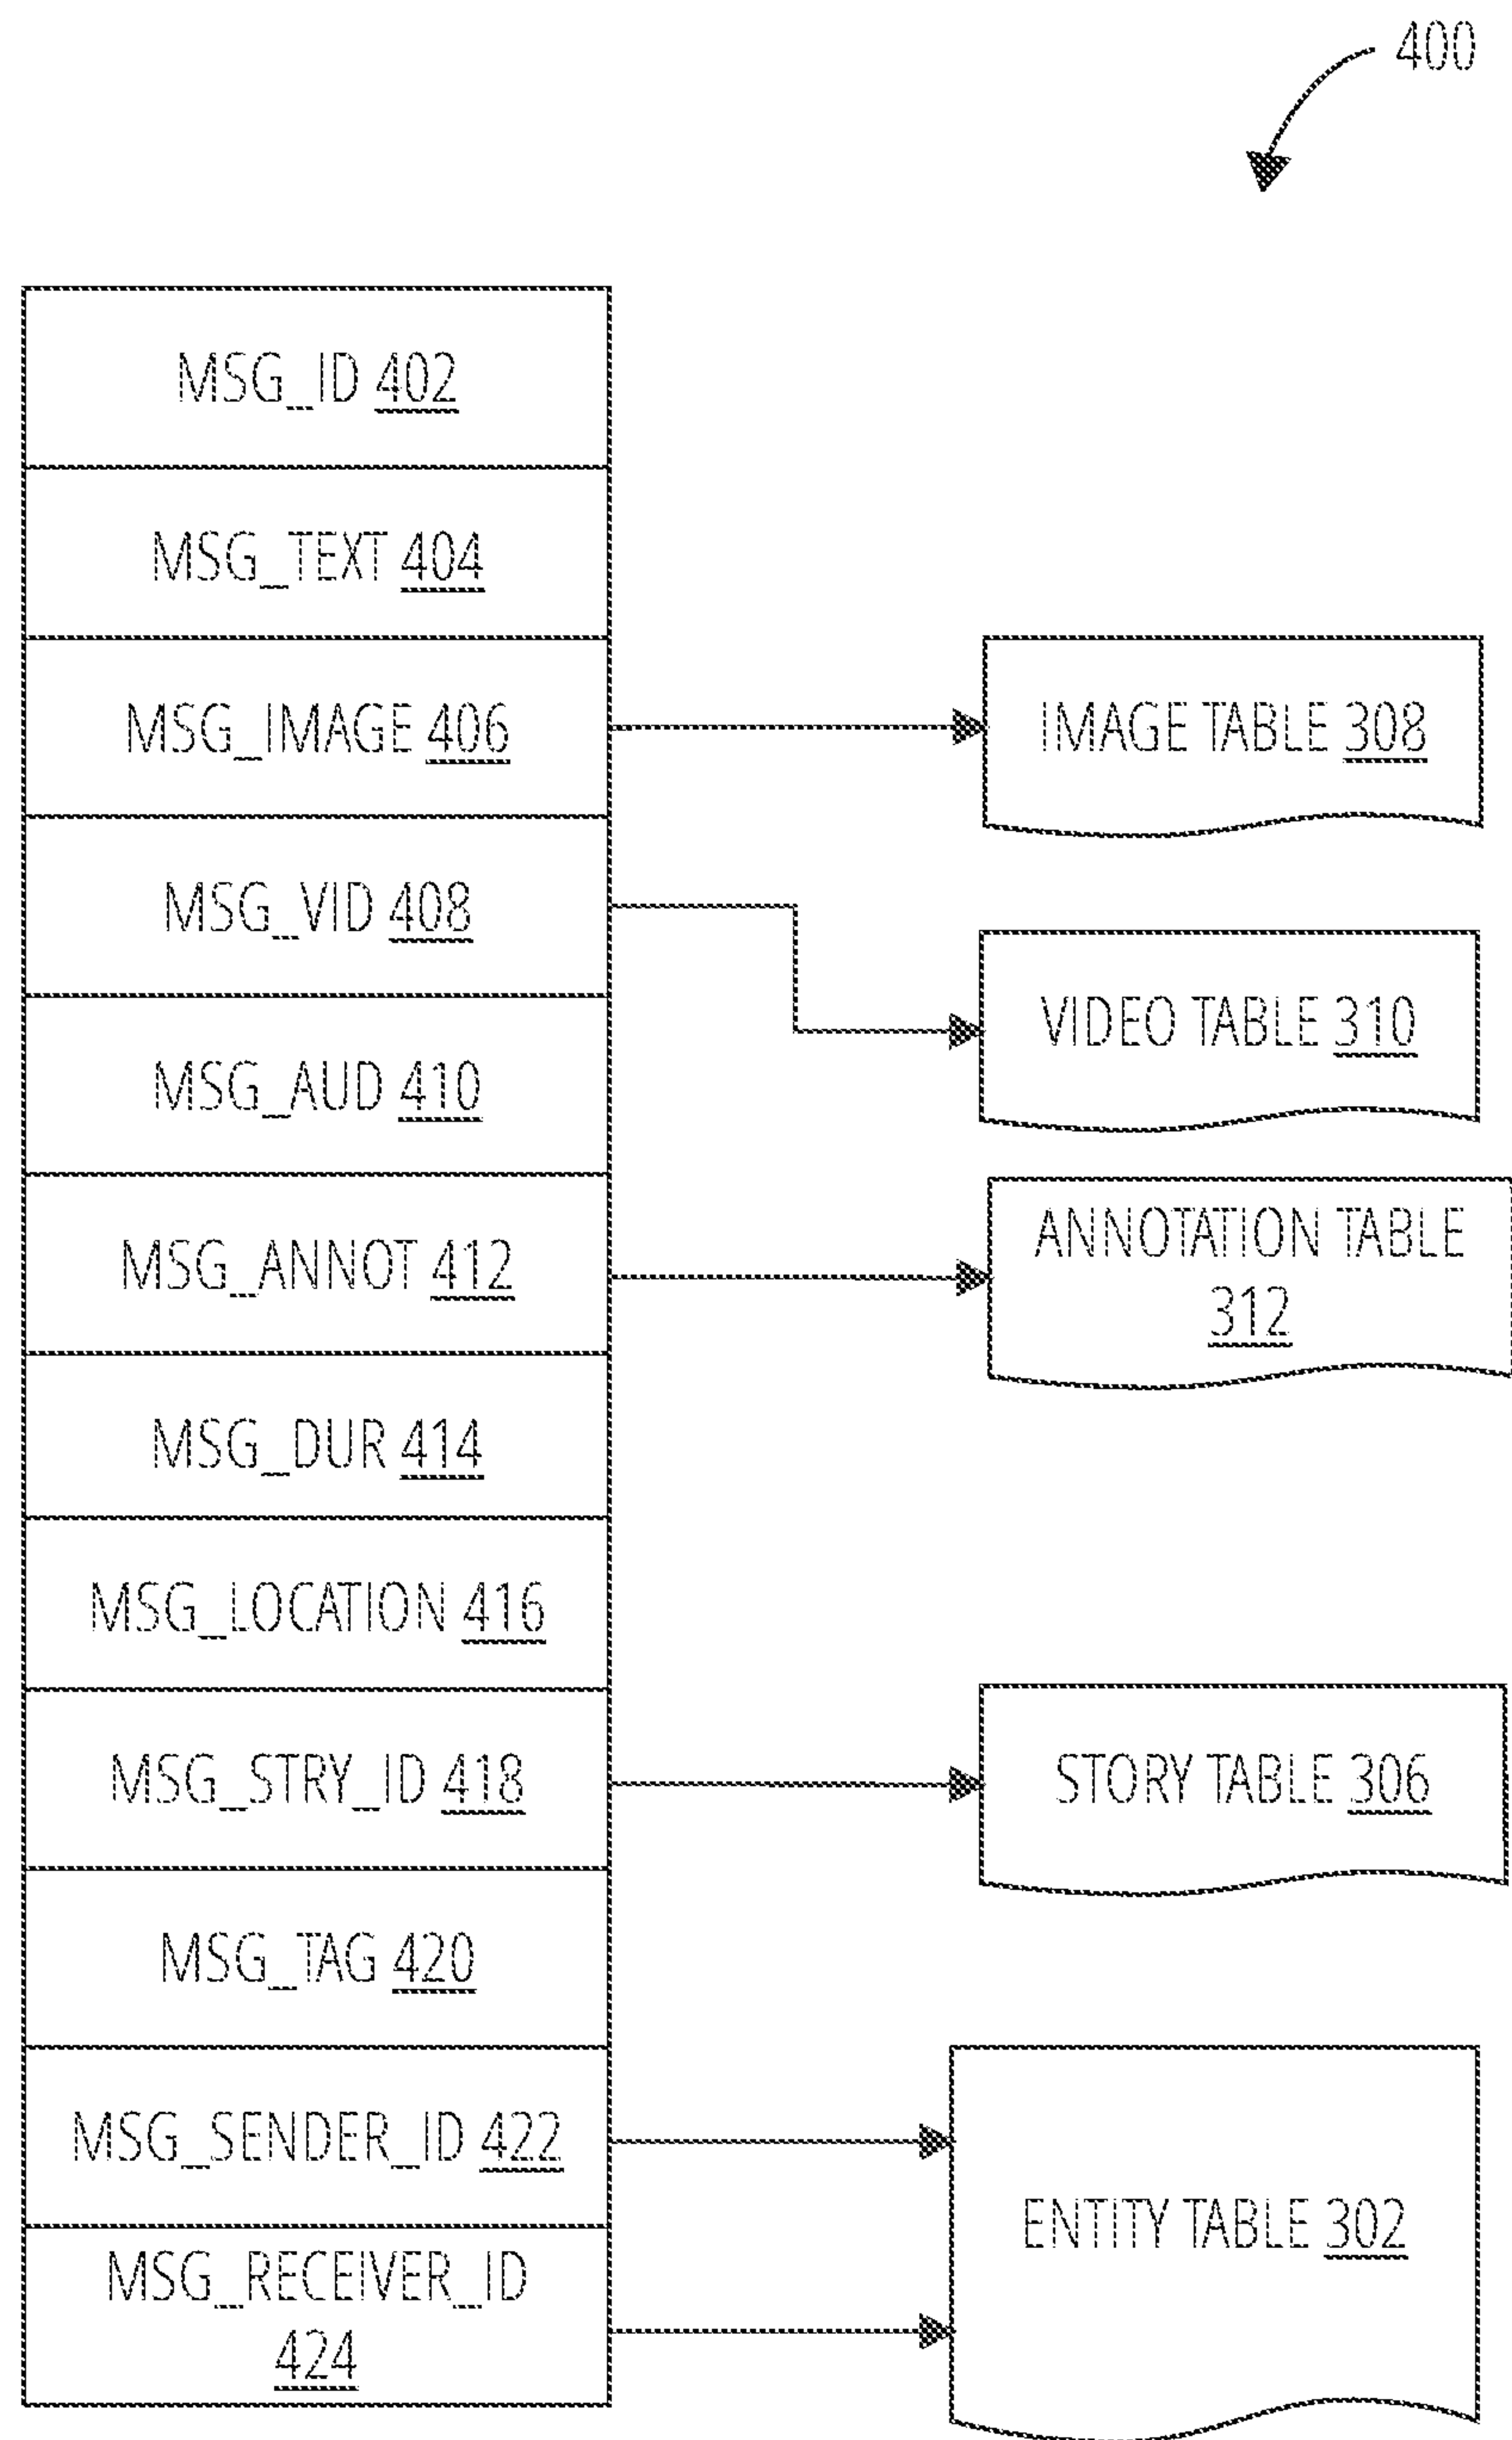 400
MSG_ID 402
MSG_TEXT 404
MSG_IMAGE 406
IMAGE TABLE 308
MSG_VID 408
VIDEO TABLE 310
MSG_AUD 410
MSG_ANNOT 412
ANNOTATION TABLE
312
MSG_DUR 414
MSG_LOCATION 416
MSG_STRY_ID 418
STORY TABLE 306
MSG_TAG 420
MSG_SENDER_ID 422
ENTITY TABLE 302
MSG_RECEIVER_ID
424